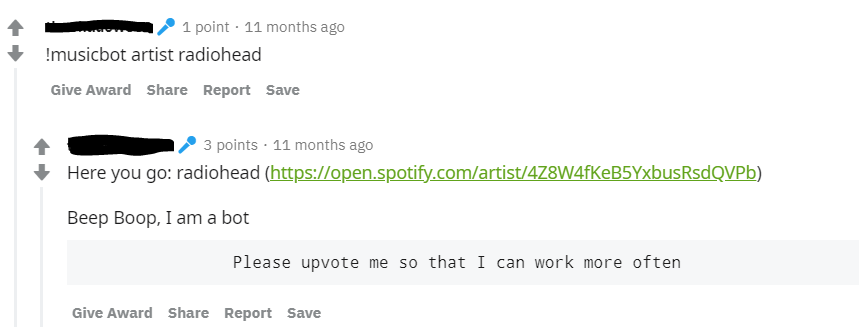 1 point · 11 months ago
!musicbot artist radiohead
Give Award Share Report Save
3 points · 11 months ago
Here you go: radiohead (https://open.spotify.com/artist/4Z8W4fKeB5YxbusRsdQVPb)
Beep Boop, I am a bot
Please upvote me so that I can work more often
Give Award Share Report Save